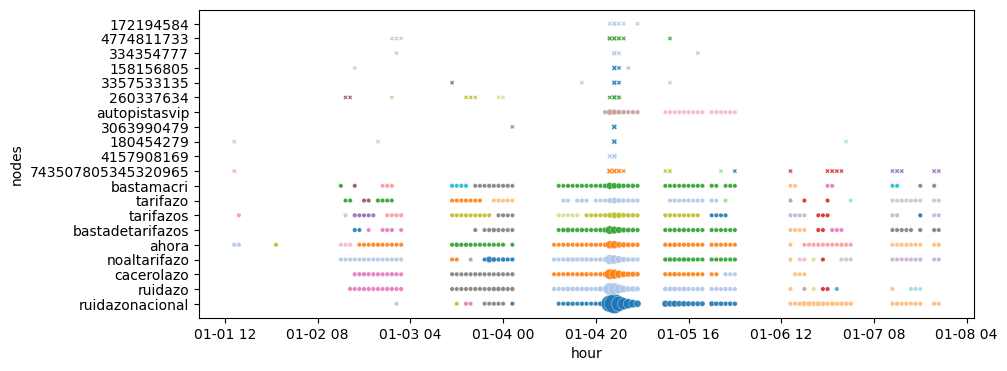 172194584
4774811733
334354777
158156805
3357533135
260337634
autopistasvip
3063990479
180454279
4157908169
743507805345320965
bastamacri
tarifazo
tarifazos
bastadetarifazos
ahora
noaltarifazo
cacerolazo
ruidazo
ruidazonacional
nodes
01-01 12 01-02 08 01-03 04 01-04 00 01-04 20 01-05 16 01-06 12 01-07 08 01-08 04
hour